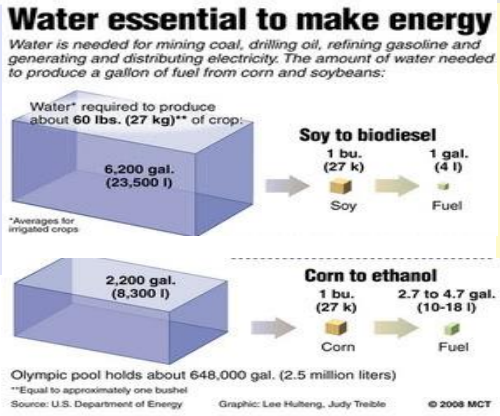 Water essential to make energy
Water is needed for mining coal, drilling oil, refining gasoline and
generating and distributing electricity. The amount of water needed
to produce a gallon of fuel from corn and soybeans:
Water* required to produce
about 60 lbs. (27 kg)** of crop:
6,200 gal.
(23,500 l)
Soy to biodiesel
1 bu.
(27 k)
Soy
1 gal.
(4 l)
Fuel
*Averages for
irrigated crops
2,200 gal.
(8,300 l)
Corn to ethanol
1 bu.
(27 k)
Corn
2.7 to 4.7 gal.
(10-18 l)
Fuel
Olympic pool holds about 648,000 gal. (2.5 million liters)
**Equal to approximately one bushel
Source: U.S. Department of Energy
Graphic: Lee Hulteng, Judy Treible
© 2008 MCT